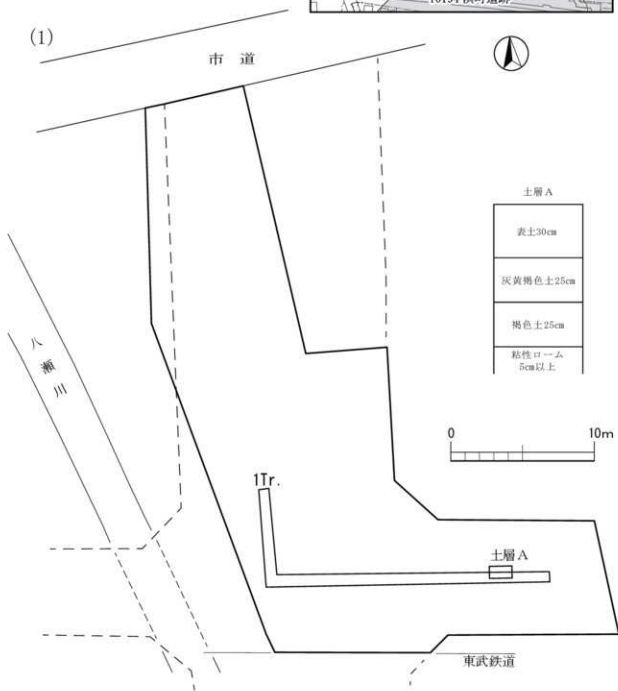 (1)
市 道
土層A
表土30㎝
灰黄褐色土25㎝
褐色土25㎝
粘性ローム
5㎝以上
八瀬川
0 10m
1Tr.
土層A
東武鉄道